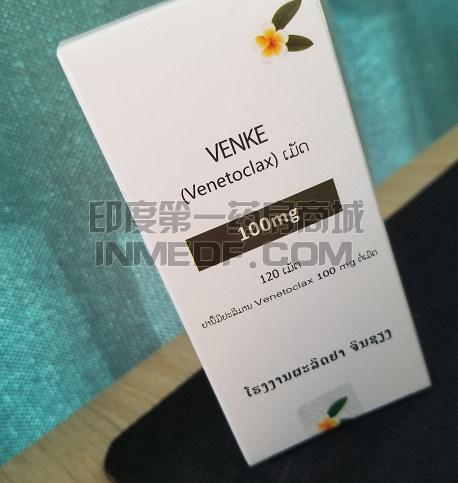 VENKE
(Venetoclax) ເມັດ
印度第一药品商城
100mg
INMEDF.COM
120 ເມັດ
ຢານີ້ມີປະລິມານ Venetoclax 100 mg ຕໍ່ເມັດ
ໂຮງງານຜະລິດຢາ ຈິນຊຽງ